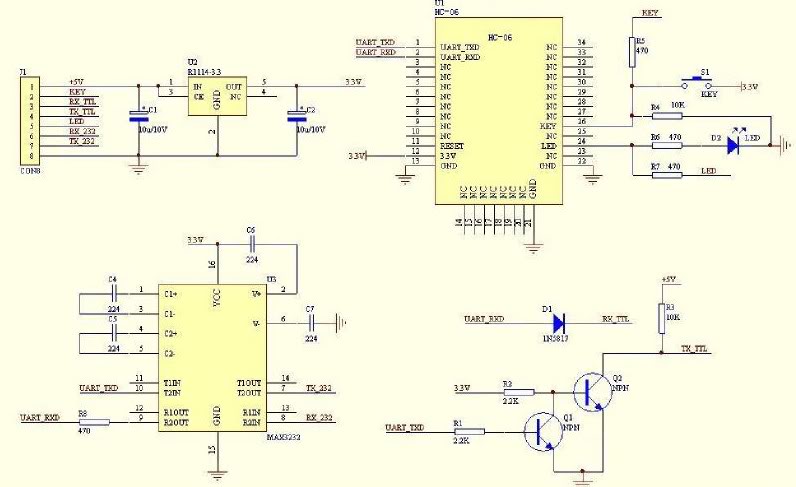 J1
1 +5V
2 KEY
3 RX_TTL
4 TX_TTL
5 LED
6 RX_232
7 TX_232
8
CON8
C1
10u/10V
U2
R1114-3.3
1 IN OUT 5
3 CE NC 4
GND
2
C2
10u/10V
3.3V
U1
HC-06
HC-06
UART_TXD 1 UART_TXD NC 34
UART_RXD 2 UART_RXD NC 33
3 NC NC 32
4 NC NC 31
5 NC NC 30
6 NC NC 29
7 NC NC 28
8 NC NC 27
9 NC KEY 26
10 NC NC 25
11 RESET LED 24
3.3V 12 3.3V NC 23
13 GND GND 22
NC NC NC NC NC NC NC GND
14 15 16 17 18 19 20 21
KEY
R5
470
S1
KEY
3.3V
R4 10K
R6 470
D2 LED
R7 470 LED
3.3V
C6
224
16
U3
VCC
C4
224
C5
224
1 C1+ V+ 2
3 C1-
4 C2+ V- 6
5 C2-
C7
224
11 T1IN T1OUT 14
UART_TXD 10 T2IN T2OUT 7 TX_232
12 R1OUT R1IN 13
UART_RXD R8 470 9 R2OUT R2IN 8 RX_232
GND
15
MAX3232
UART_RXD D1 RX_TTL
1N5817
+5V
R3
10K
TX_TTL
3.3V R2
2.2K
Q2
NPN
UART_TXD R1
2.2K
Q1
NPN